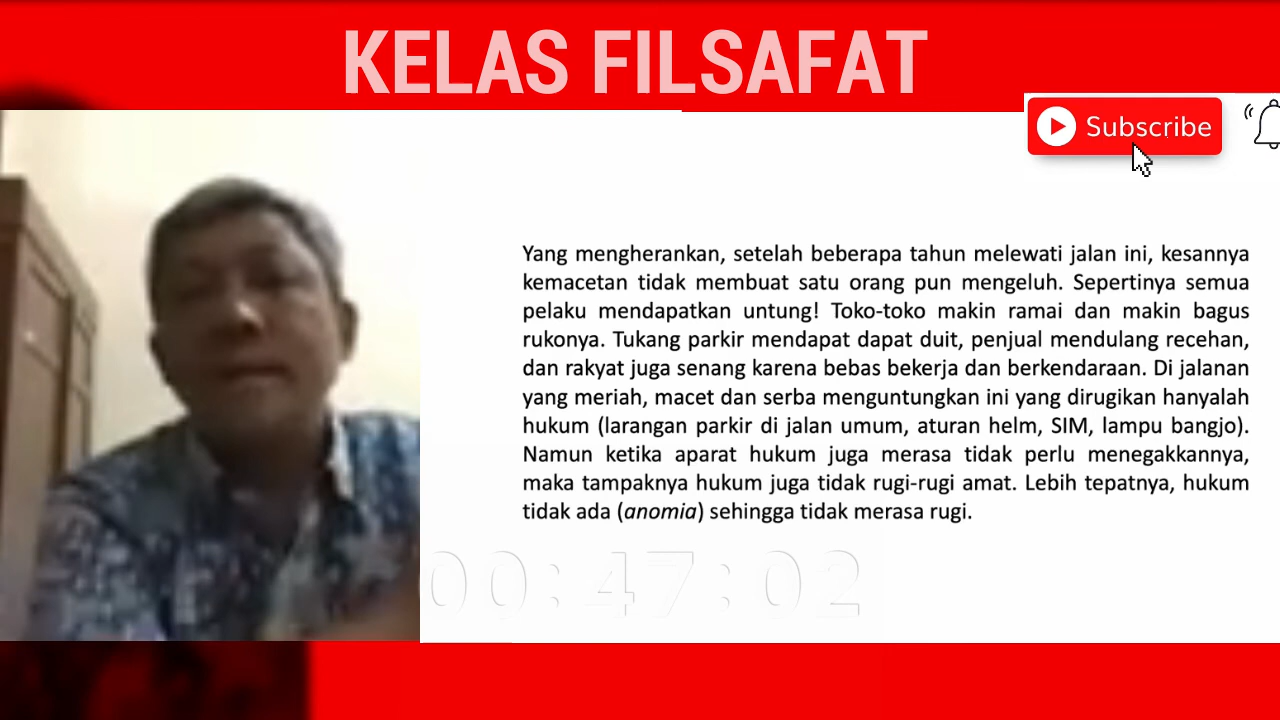 KELAS FILSAFAT
Subscribe
Yang mengherankan, setelah beberapa tahun melewati jalan ini, kesannya
kemacetan tidak membuat satu orang pun mengeluh. Sepertinya semua
pelaku mendapatkan untung! Toko-toko makin ramai dan makin bagus
rukonya. Tukang parkir mendapat dapat duit, penjual mendulang recehan,
dan rakyat juga senang karena bebas bekerja dan berkendaraan. Di jalanan
yang meriah, macet dan serba menguntungkan ini yang dirugikan hanyalah
hukum (larangan parkir di jalan umum, aturan helm, SIM, lampu bangjo).
Namun ketika aparat hukum juga merasa tidak perlu menegakkannya,
maka tampaknya hukum juga tidak rugi-rugi amat. Lebih tepatnya, hukum
tidak ada (anomia) sehingga tidak merasa rugi.
00:47:02